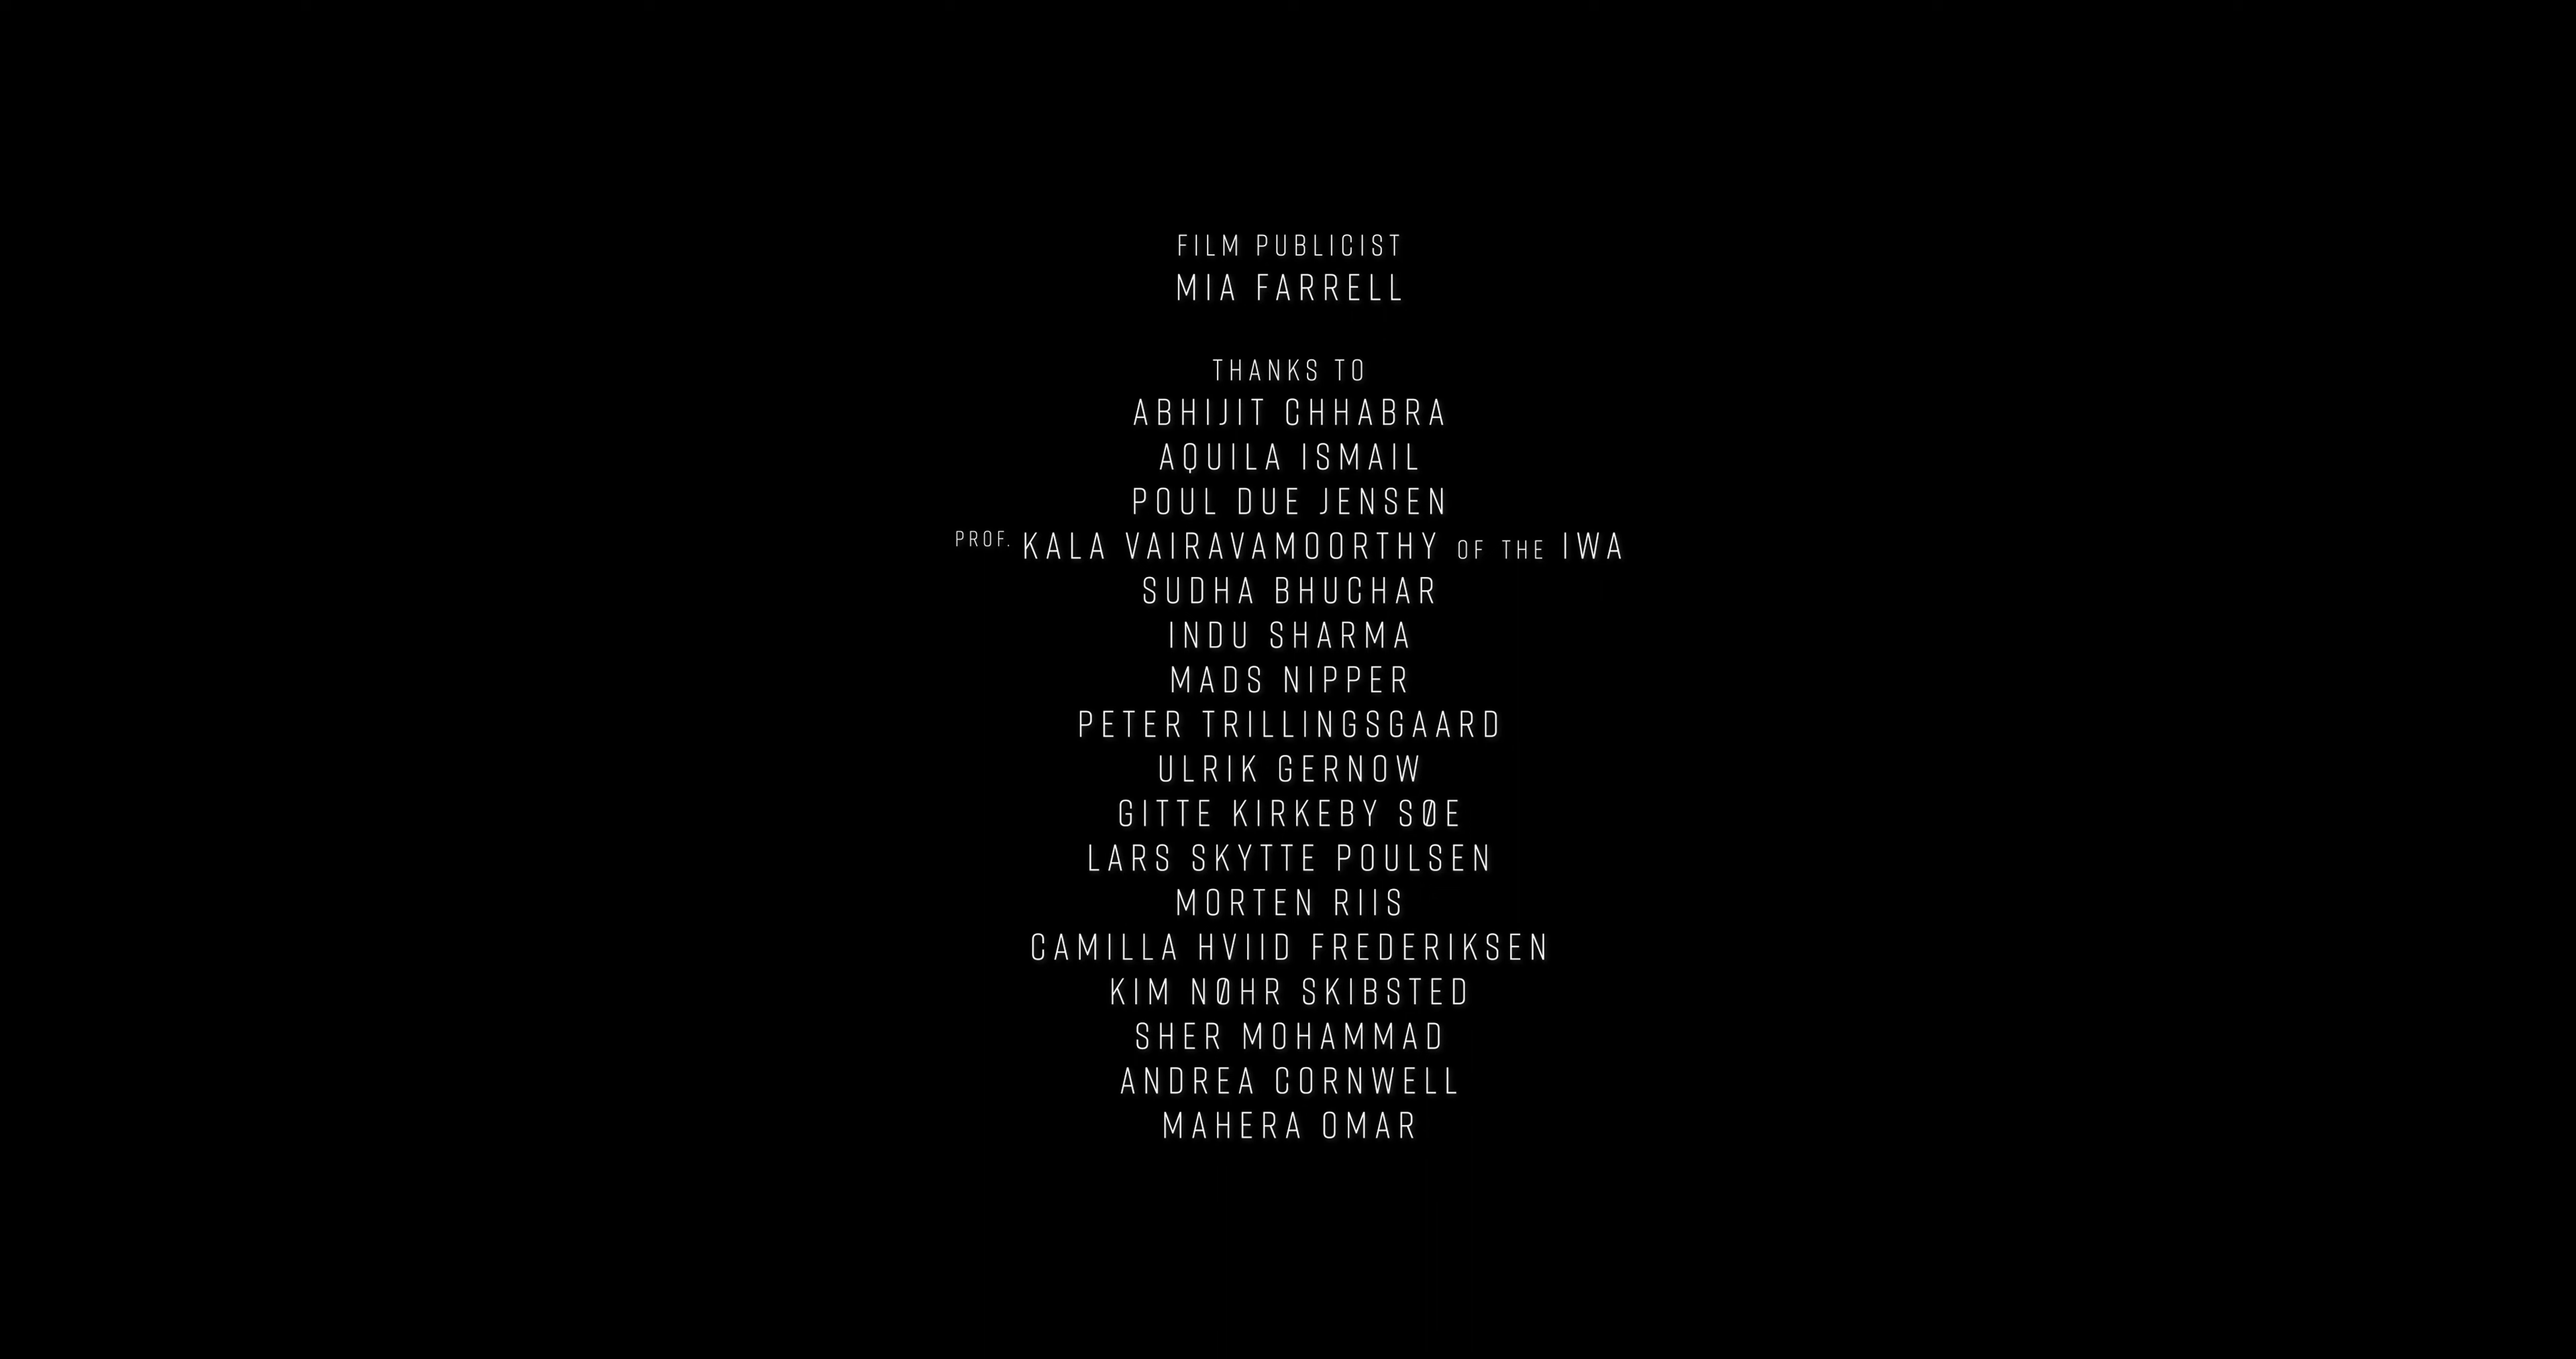 FILM PUBLICIST
MIA FARRELL
THANKS TO
ABHIJIT CHHABRA
AQUILA ISMAIL
POUL DUE JENSEN
PROF. KALA VAIRAVAMOORTHY OF THE IWA
SUDHA BHUCHAR
INDU SHARMA
MADS NIPPER
PETER TRILLINGSGAARD
ULRIK GERNOW
GITTE KIRKEBY SØE
LARS SKYTTE POULSEN
MORTEN RIIS
CAMILLA HVIID FREDERIKSEN
KIM NØHR SKIBSTED
SHER MOHAMMAD
ANDREA CORNWELL
MAHERA OMAR